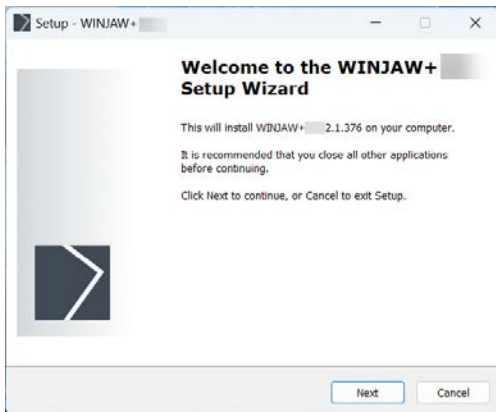 Setup - WINJAW+
Welcome to the WINJAW+
Setup Wizard
This will install WINJAW+ 2.1.376 on your computer.
It is recommended that you close all other applications
before continuing.
Click Next to continue, or Cancel to exit Setup.
Next Cancel